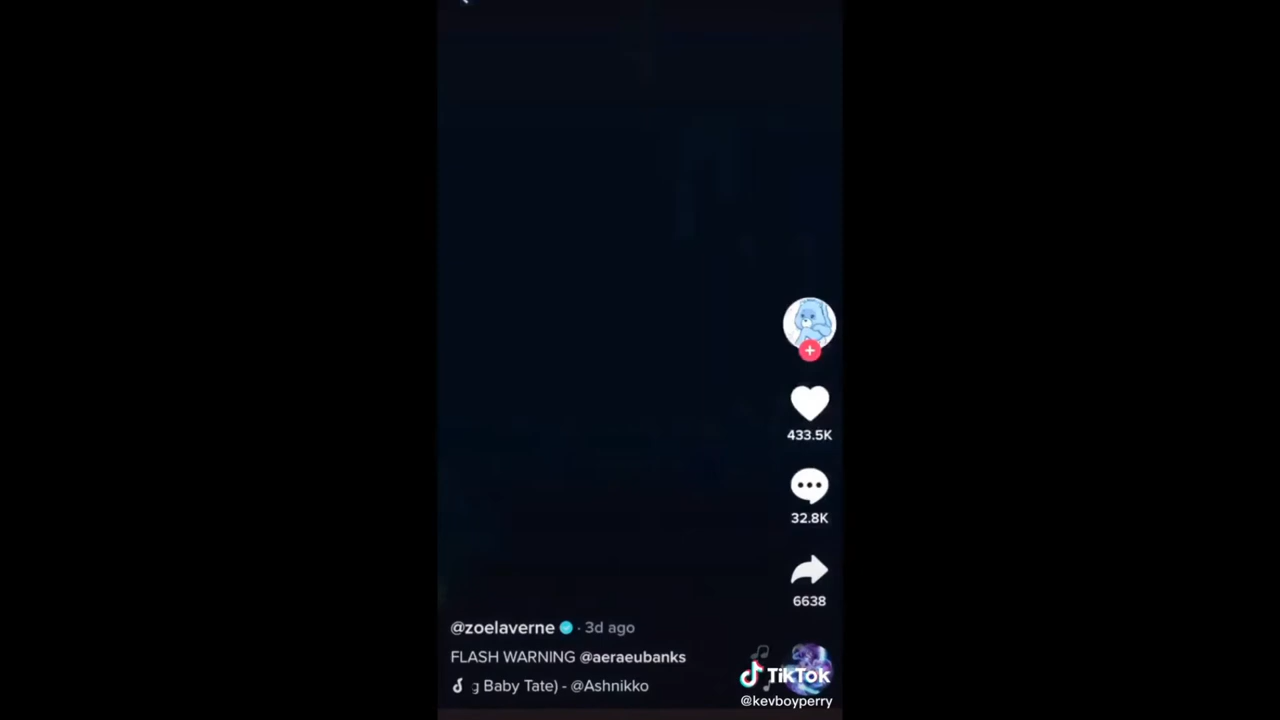 433.5K
32.8K
6638
@zoelaverne · 3d ago
FLASH WARNING @aeraeubanks
g Baby Tate) - @Ashnikko
TikTok
@kevboyperry